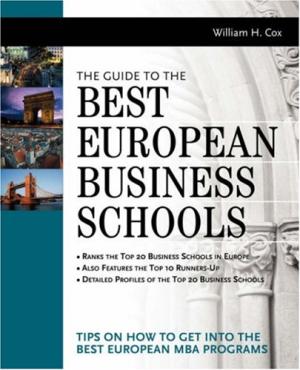 William H. Cox
THE GUIDE TO THE
BEST
EUROPEAN
BUSINESS
SCHOOLS
• RANKS THE TOP 20 BUSINESS SCHOOLS IN EUROPE
• ALSO FEATURES THE TOP 10 RUNNERS-UP
• DETAILED PROFILES OF THE TOP 20 BUSINESS SCHOOLS
TIPS ON HOW TO GET INTO THE
BEST EUROPEAN MBA PROGRAMS